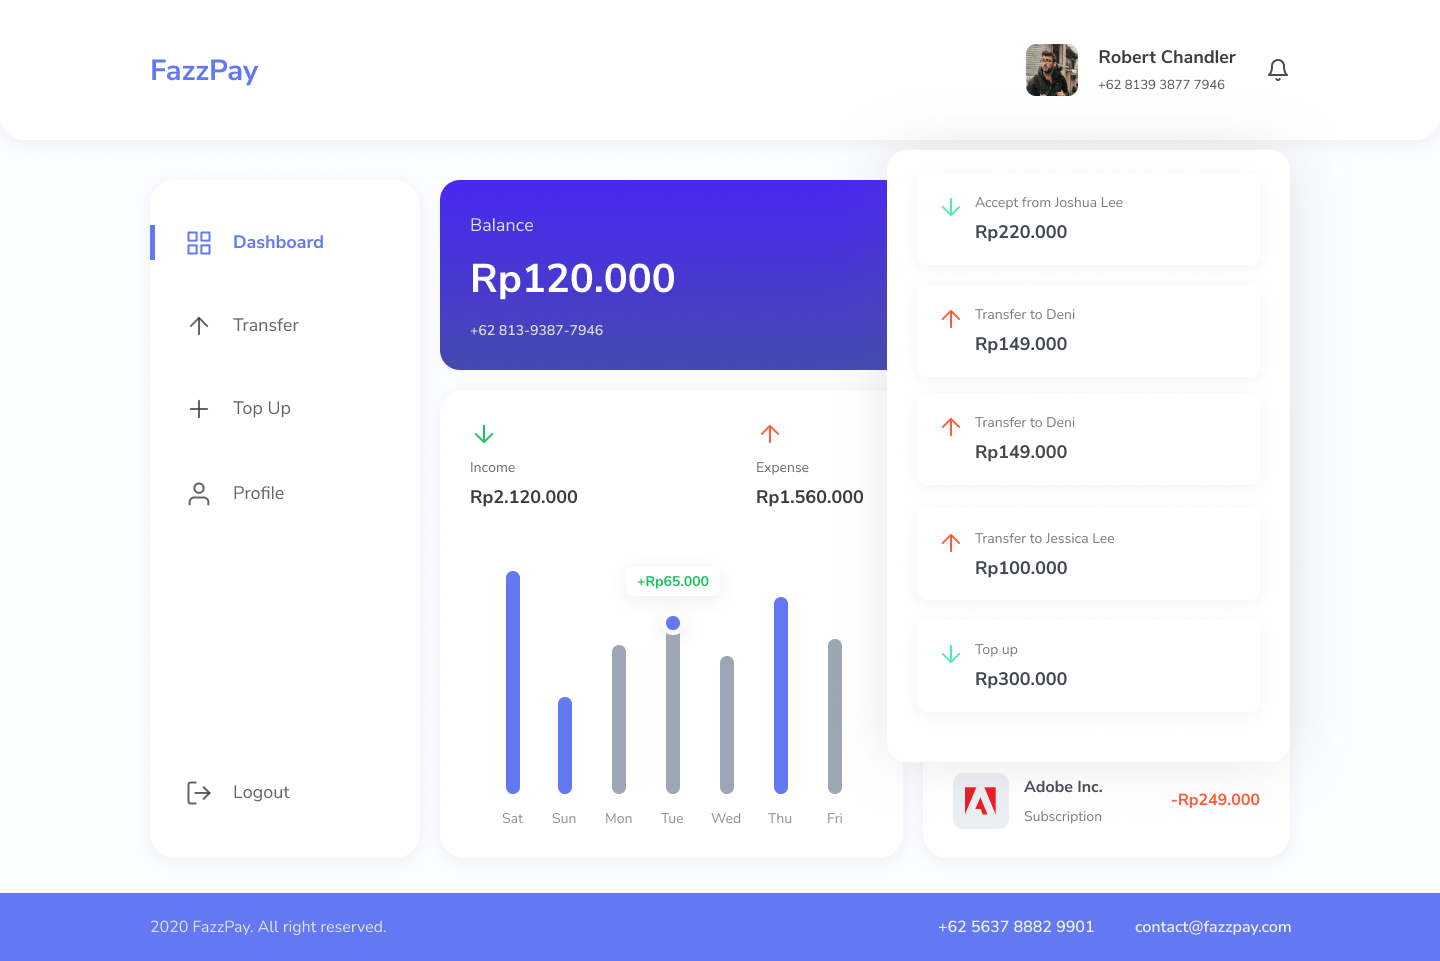 FazzPay
Robert Chandler
+62 8139 3877 7946
Dashboard
Transfer
Top Up
Profile
Logout
Balance
Rp120.000
+62 813-9387-7946
Income
Rp2.120.000
Expense
Rp1.560.000
+Rp65.000
Sat
Sun
Mon
Tue
Wed
Thu
Fri
Accept from Joshua Lee
Rp220.000
Transfer to Deni
Rp149.000
Transfer to Deni
Rp149.000
Transfer to Jessica Lee
Rp100.000
Top up
Rp300.000
Adobe Inc.
Subscription
-Rp249.000
2020 FazzPay. All right reserved.
+62 5637 8882 9901
contact@fazzpay.com